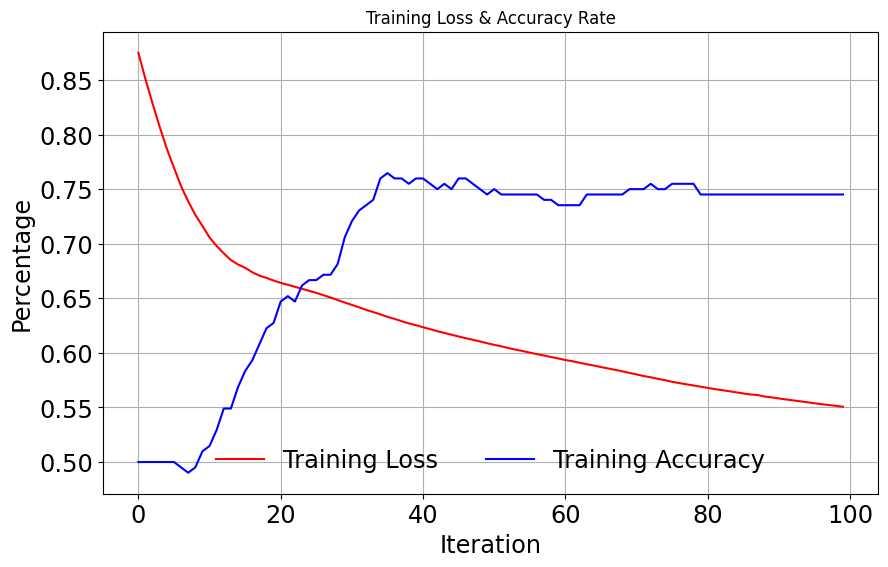 Training Loss & Accuracy Rate
Percentage
0.85
0.80
0.75
0.70
0.65
0.60
0.55
0.50
Training Loss
Training Accuracy
0 20 40 60 80 100
Iteration